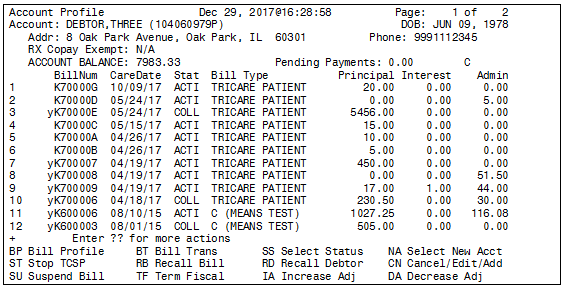 Account Profile Dec 29, 2017@16:28:58 Page: 1 of 2
Account: DEBTOR,THREE (104060979P) DOB: JUN 09, 1978
Addr: 8 Oak Park Avenue, Oak Park, IL 60301 Phone: 9991112345
RX Copay Exempt: N/A
ACCOUNT BALANCE: 7983.33 Pending Payments: 0.00 C
BillNum CareDate Stat Bill Type Principal Interest Admin
1 K70000G 10/09/17 ACTI TRICARE PATIENT 20.00 0.00 0.00
2 K70000D 05/24/17 ACTI TRICARE PATIENT 0.00 0.00 5.00
3 yK70000E 05/24/17 COLL TRICARE PATIENT 5456.00 0.00 0.00
4 K70000C 05/15/17 ACTI TRICARE PATIENT 15.00 0.00 0.00
5 K70000A 04/26/17 ACTI TRICARE PATIENT 10.00 0.00 0.00
6 K70000B 04/26/17 ACTI TRICARE PATIENT 5.00 0.00 0.00
7 yK700007 04/19/17 ACTI TRICARE PATIENT 450.00 0.00 0.00
8 yK700008 04/19/17 ACTI TRICARE PATIENT 0.00 0.00 51.50
9 yK700009 04/19/17 ACTI TRICARE PATIENT 17.00 1.00 44.00
10 yK700006 04/18/17 COLL TRICARE PATIENT 230.50 0.00 30.00
11 yK600006 08/10/15 ACTI C (MEANS TEST) 1027.25 0.00 116.08
12 yK600003 08/01/15 COLL C (MEANS TEST) 505.00 0.00 0.00
+ Enter ?? for more actions
BP Bill Profile BT Bill Trans SS Select Status NA Select New Acct
ST Stop TCSP RB Recall Bill RD Recall Debtor CN Cancel/Edit/Add
SU Suspend Bill TF Term Fiscal IA Increase Adj DA Decrease Adj